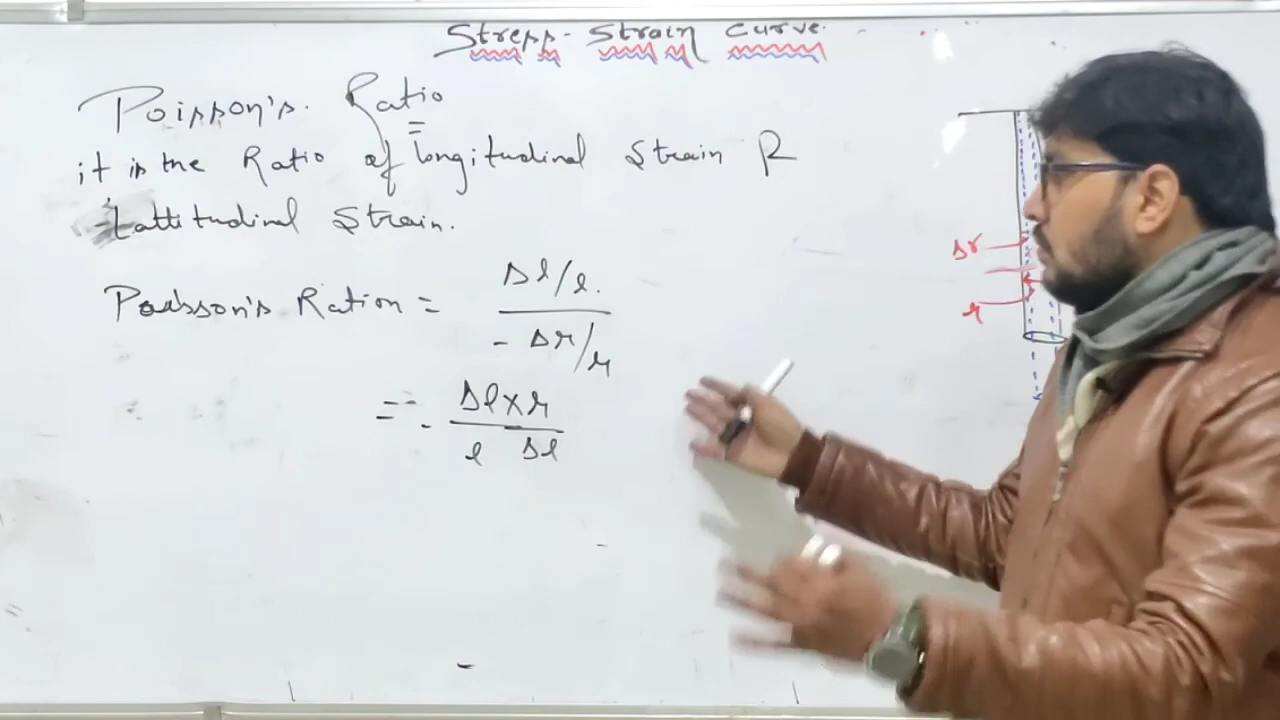 Stress-Strain Curve.
Poisson's. Ratio
it is the Ratio of longitudinal Strain &
Lattitudinal Strain.
Poabsson's Ration = Δl/l.
- Δr/r
= - Δl×r
l Δl
Δr
r